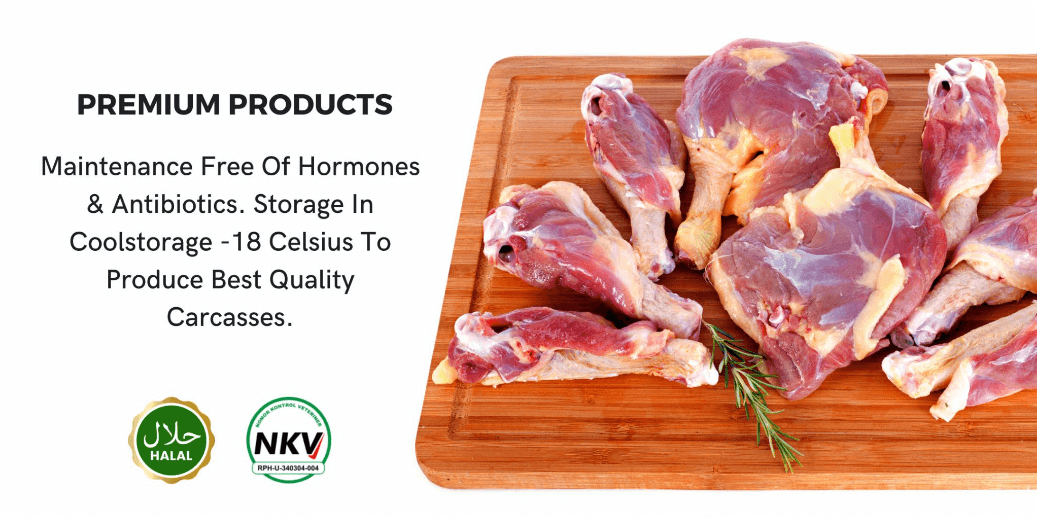 PREMIUM PRODUCTS
Maintenance Free Of Hormones
& Antibiotics. Storage In
Coolstorage -18 Celsius To
Produce Best Quality
Carcasses.
حلال
HALAL
NOMOR KONTROL VETERINER
NKV
RPH-U-340304-004